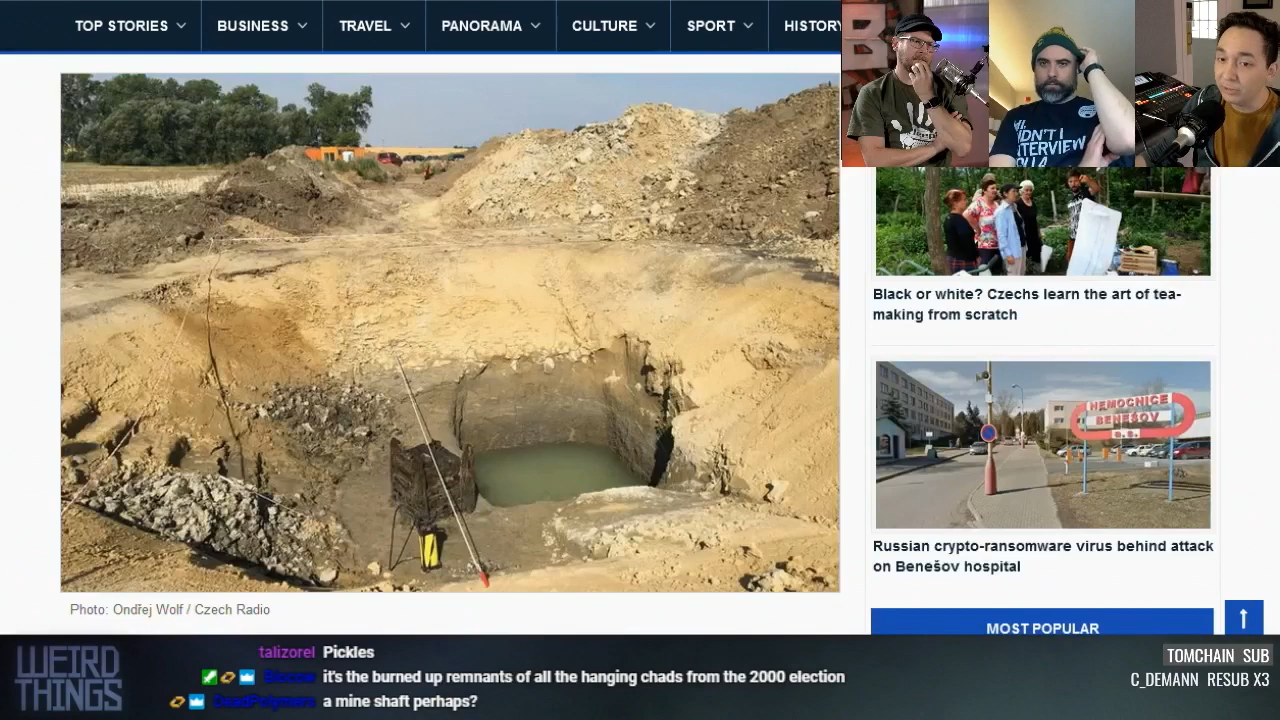 TOP STORIES
BUSINESS
TRAVEL
PANORAMA
CULTURE
SPORT
HISTORY
Black or white? Czechs learn the art of tea-
making from scratch
HEMOCNICE
BENEŠOV
Russian crypto-ransomware virus behind attack
on Benešov hospital
MOST POPULAR
Photo: Ondřej Wolf / Czech Radio
WEIRD
THINGS
talizorel Pickles
it's the burned up remnants of all the hanging chads from the 2000 election
DeadPolymers a mine shaft perhaps?
TOMCHAIN SUB
C_DEMANN RESUB X3